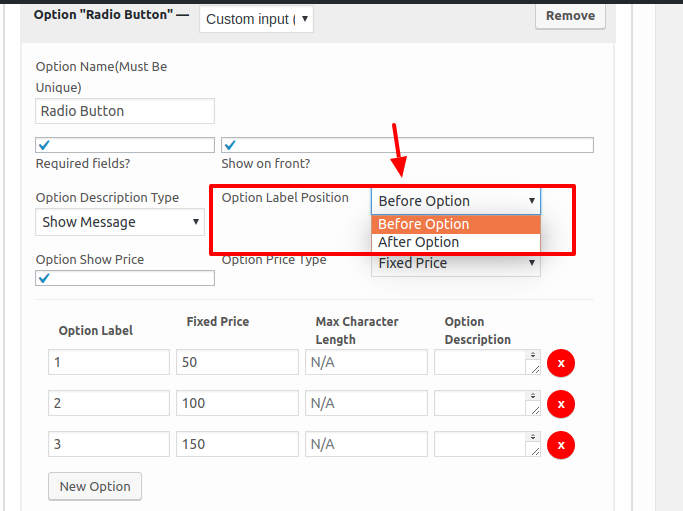 Option "Radio Button" — Custom input ( Remove
Option Name(Must Be
Unique)
Radio Button
Required fields? Show on front?
Option Description Type Option Label Position Before Option
Show Message Before Option
After Option
Option Show Price Option Price Type Fixed Price
Option Label Fixed Price Max Character Option
Length Description
1 50 N/A x
2 100 N/A x
3 150 N/A x
New Option